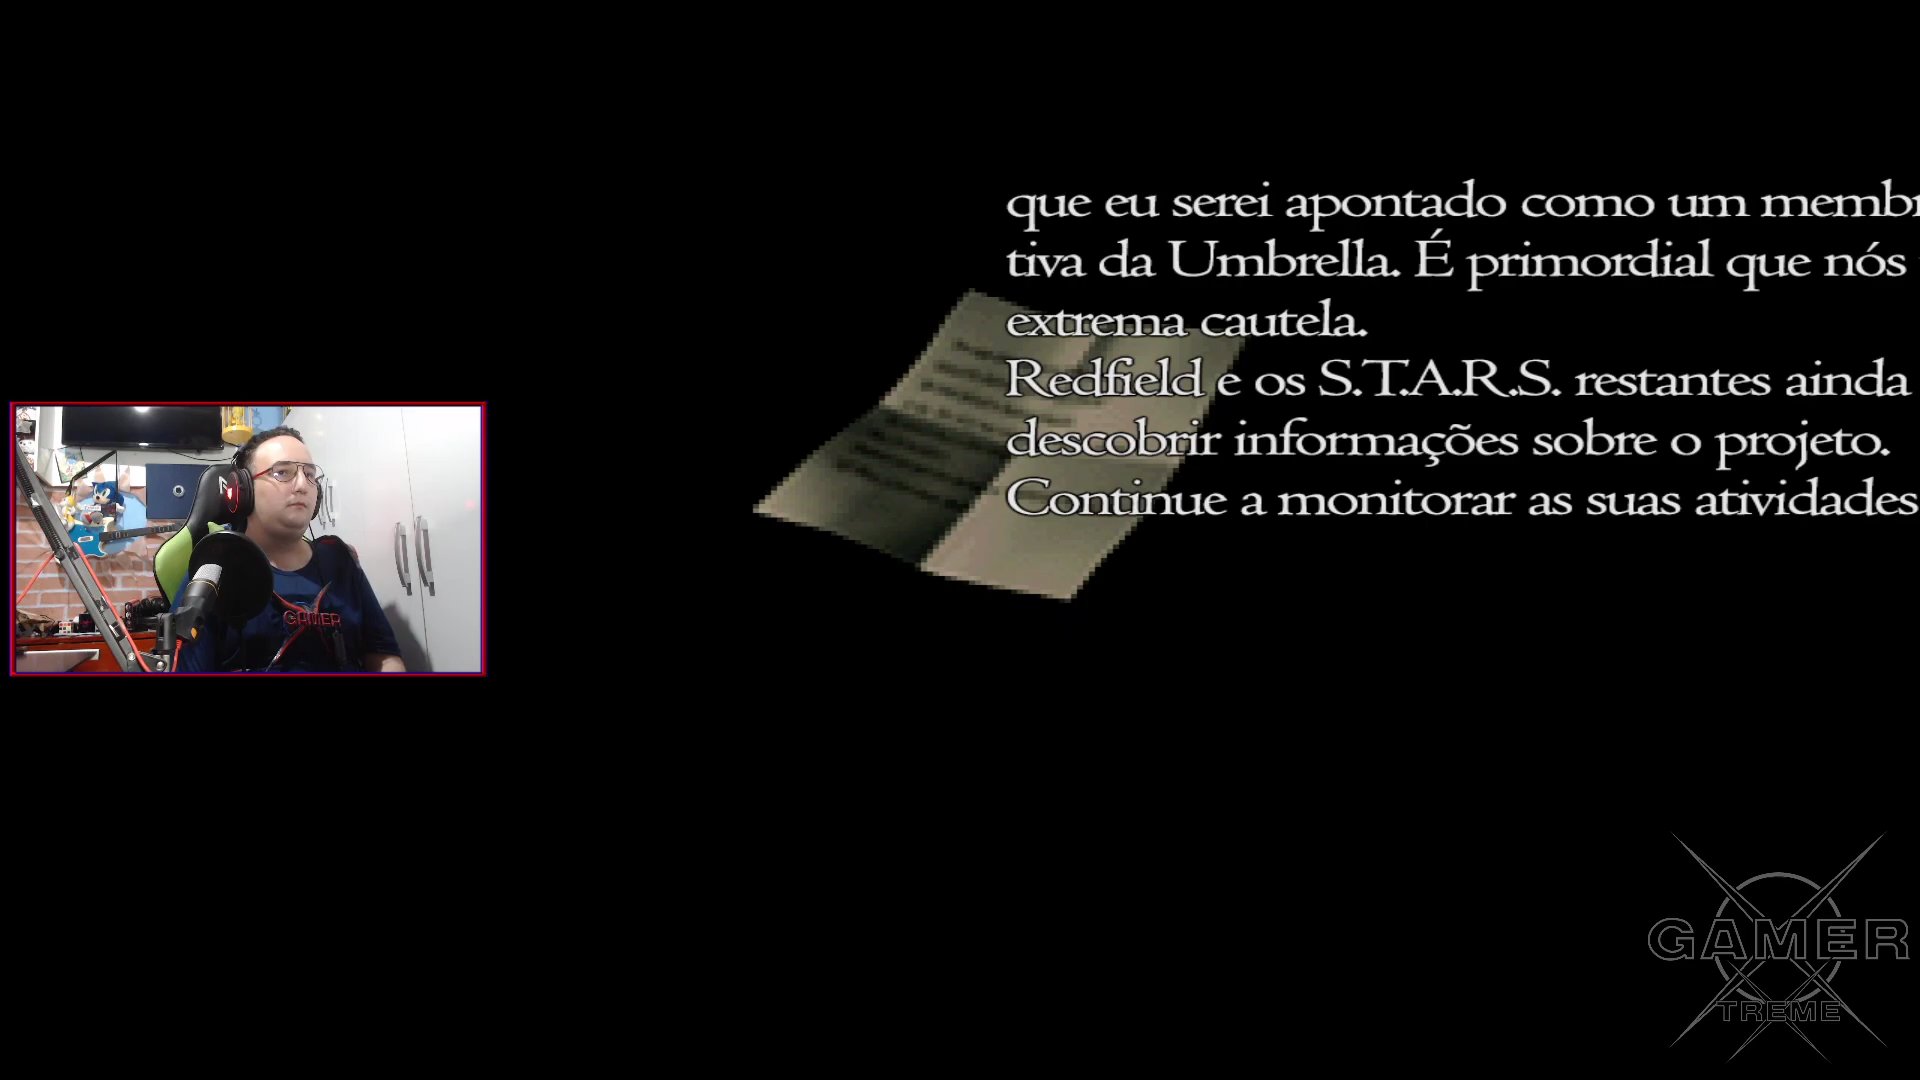 que eu serei apontado como um membr
tiva da Umbrella. É primordial que nós
extrema cautela.
Redfield e os S.T.A.R.S. restantes ainda
descobrir informações sobre o projeto.
Continue a monitorar as suas atividades
GAMER
GAMER
TREME